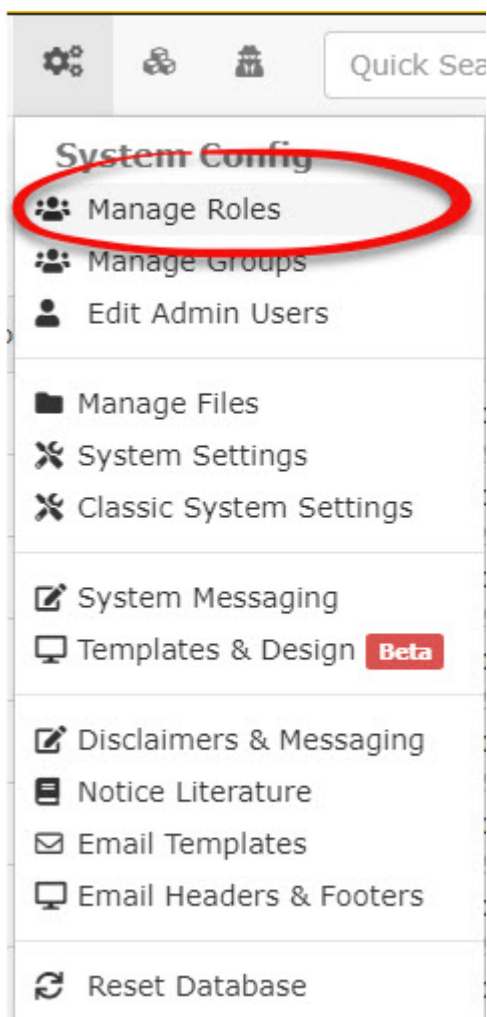 Quick Sea
System Config
Manage Roles
Manage Groups
Edit Admin Users
Manage Files
System Settings
Classic System Settings
System Messaging
Templates & Design Beta
Disclaimers & Messaging
Notice Literature
Email Templates
Email Headers & Footers
Reset Database